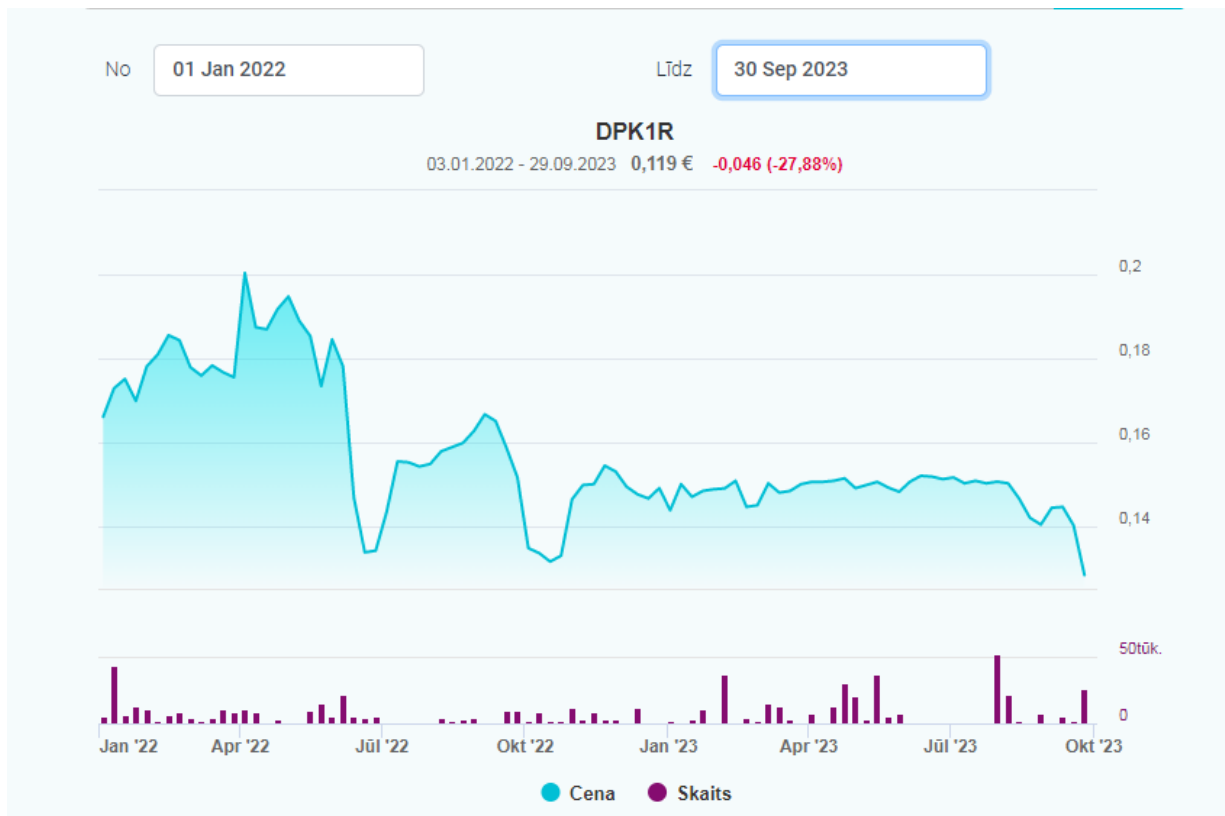 No 01 Jan 2022 Līdz 30 Sep 2023
DPK1R
03.01.2022 - 29.09.2023 0,119 € -0,046 (-27,88%)
0,2
0,18
0,16
0,14
50tūk.
0
Jan '22 Apr '22 Jūl '22 Okt '22 Jan '23 Apr '23 Jūl '23 Okt '23
Cena Skaits